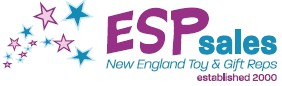 ESP sales
New England Toy & Gift Reps
established 2000